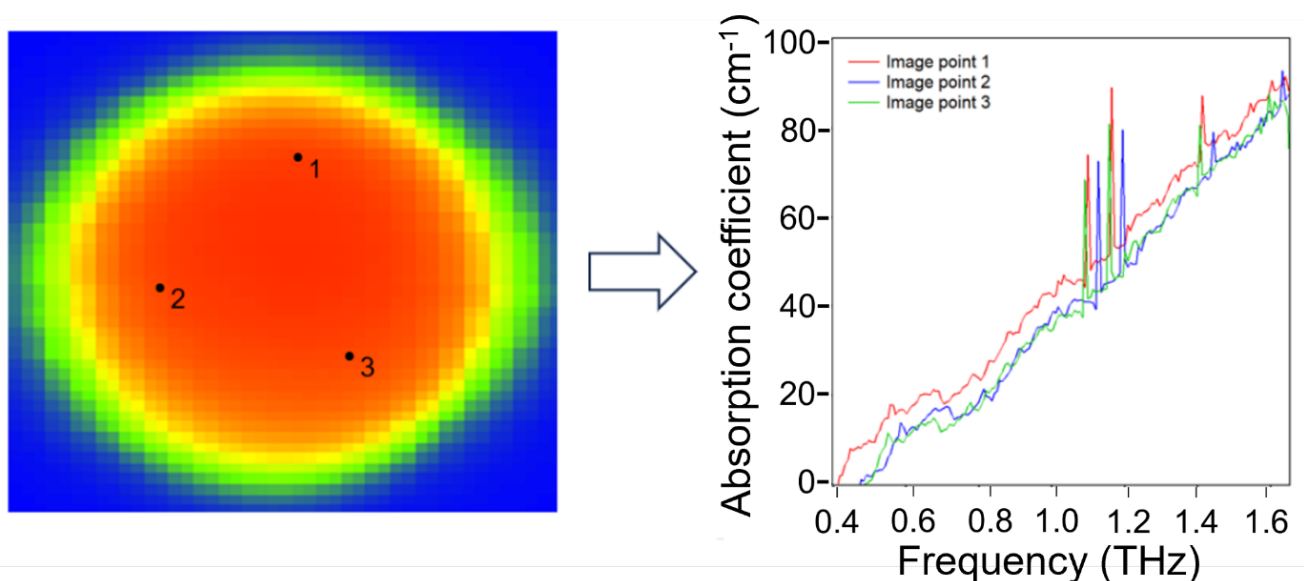 1
2
3
Absorption coefficient (cm-1)
100
80
60
40
20
0
Image point 1
Image point 2
Image point 3
0.4 0.6 0.8 1.0 1.2 1.4 1.6
Frequency (THz)